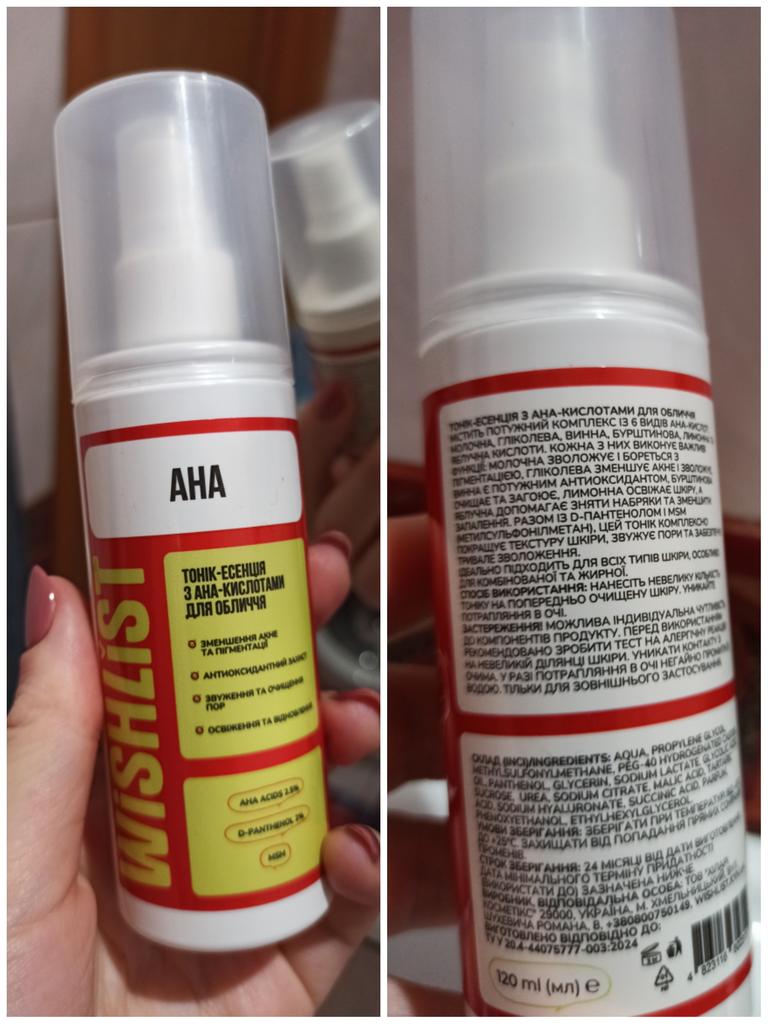 AHA
WiSHLiST
ТОНІК-ЕСЕНЦІЯ
З АНА-КИСЛОТАМИ
ДЛЯ ОБЛИЧЧЯ
ЗМЕНШЕННЯ АКНЕ
ТА ПІГМЕНТАЦІЇ
АНТИОКСИДАНТНИЙ ЗАХИСТ
ЗВУЖЕННЯ ТА ОЧИЩЕННЯ
ПОР
ОСВІЖЕННЯ ТА ВІДНОВЛЕННЯ
AHA ACIDS 2.5%
D-PANTHENOL 2%
MSM
ТОНІК-ЕСЕНЦІЯ З АНА-КИСЛОТАМИ ДЛЯ ОБЛИЧЧЯ
МІСТИТЬ ПОТУЖНИЙ КОМПЛЕКС ІЗ 6 ВИДІВ АНА-КИСЛОТ:
МОЛОЧНА, ГЛІКОЛЕВА, ВИННА, БУРШТИНОВА, ЛИМОННА ТА
ЯБЛУЧНА КИСЛОТИ. КОЖНА З НИХ ВИКОНУЄ ВАЖЛИВІ
ФУНКЦІЇ: МОЛОЧНА ЗВОЛОЖУЄ І БОРЕТЬСЯ З
ПІГМЕНТАЦІЄЮ, ГЛІКОЛЕВА ЗМЕНШУЄ АКНЕ І ЗВОЛОЖУЄ,
ВИННА Є ПОТУЖНИМ АНТИОКСИДАНТОМ, БУРШТИНОВА
ОЧИЩАЄ ТА ЗАГОЮЄ, ЛИМОННА ОСВІЖАЄ ШКІРУ, А
ЯБЛУЧНА ДОПОМАГАЄ ЗНЯТИ НАБРЯКИ ТА ЗМЕНШИТИ
ЗАПАЛЕННЯ. РАЗОМ ІЗ D-ПАНТЕНОЛОМ І MSM
(МЕТИЛСУЛЬФОНІЛМЕТАН), ЦЕЙ ТОНІК КОМПЛЕКСНО
ПОКРАЩУЄ ТЕКСТУРУ ШКІРИ, ЗВУЖУЄ ПОРИ ТА ЗАБЕЗПЕЧУЄ
ТРИВАЛЕ ЗВОЛОЖЕННЯ.
ІДЕАЛЬНО ПІДХОДИТЬ ДЛЯ ВСІХ ТИПІВ ШКІРИ, ОСОБЛИВО
ДЛЯ КОМБІНОВАНОЇ ТА ЖИРНОЇ.
СПОСІБ ВИКОРИСТАННЯ: НАНЕСІТЬ НЕВЕЛИКУ КІЛЬКІСТЬ
ТОНІКУ НА ПОПЕРЕДНЬО ОЧИЩЕНУ ШКІРУ. УНИКАЙТЕ
ПОТРАПЛЯННЯ В ОЧІ.
ЗАСТЕРЕЖЕННЯ! МОЖЛИВА ІНДИВІДУАЛЬНА ЧУТЛИВІСТЬ
ДО КОМПОНЕНТІВ ПРОДУКТУ. ПЕРЕД ВИКОРИСТАННЯМ
РЕКОМЕНДОВАНО ЗРОБИТИ ТЕСТ НА АЛЕРГІЧНУ РЕАКЦІЮ
НА НЕВЕЛИКІЙ ДІЛЯНЦІ ШКІРИ. УНИКАТИ КОНТАКТУ З
ОЧИМА. У РАЗІ ПОТРАПЛЯННЯ В ОЧІ НЕГАЙНО ПРОМИТИ
ВОДОЮ. ТІЛЬКИ ДЛЯ ЗОВНІШНЬОГО ЗАСТОСУВАННЯ.
СКЛАД (INCI)/INGREDIENTS: AQUA, PROPYLENE GLYCOL,
METHYLSULFONYLMETHANE, PEG-40 HYDROGENATED CASTOR
OIL, PANTHENOL, GLYCERIN, SODIUM LACTATE, GLYCOLIC ACID,
SUCROSE, UREA, SODIUM CITRATE, MALIC ACID, TARTARIC
ACID, SODIUM HYALURONATE, SUCCINIC ACID, PARFUM,
PHENOXYETHANOL, ETHYLHEXYLGLYCEROL.
УМОВИ ЗБЕРІГАННЯ: ЗБЕРІГАТИ ПРИ ТЕМПЕРАТУРІ ВІД
ДО +25°С. ЗАХИЩАТИ ВІД ПОПАДАННЯ ПРЯМИХ СОНЯЧНИХ
ПРОМЕНІВ.
СТРОК ЗБЕРІГАННЯ: 24 МІСЯЦІ ВІД ДАТИ ВИГОТОВЛЕННЯ.
ДАТА МІНІМАЛЬНОГО ТЕРМІНУ ПРИДАТНОСТІ
(ВИКОРИСТАТИ ДО) ЗАЗНАЧЕНА НИЖЧЕ.
ВИРОБНИК, ВІДПОВІДАЛЬНА ОСОБА: ТОВ
КОСМЕТІКС" 29000, УКРАЇНА, М. ХМЕЛЬНИЦЬКИЙ, ВУЛ.
ШУХЕВИЧА РОМАНА, 8. +380800750149.
ВИГОТОВЛЕНО ВІДПОВІДНО ДО:
ТУ У 20.4-44075777-003:2024
120 ml (мл) e
4 823116